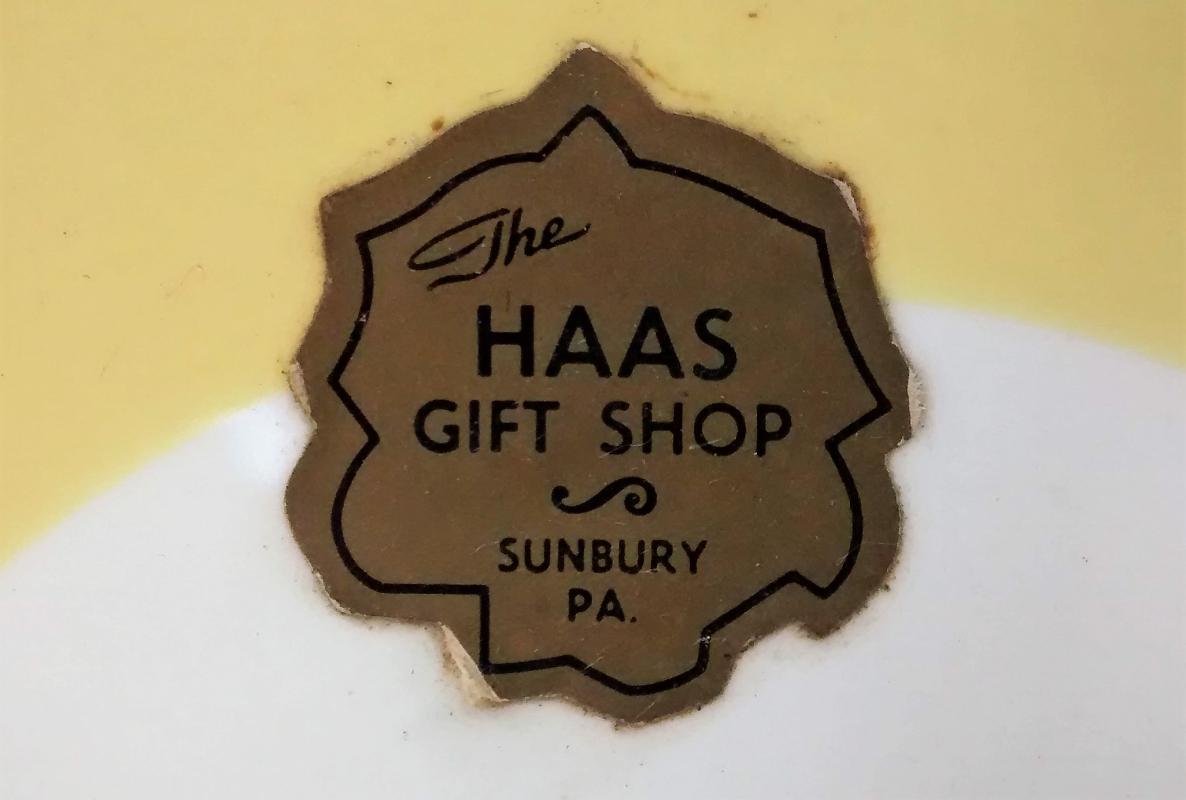 The
HAAS
GIFT SHOP
SUNBURY
PA.